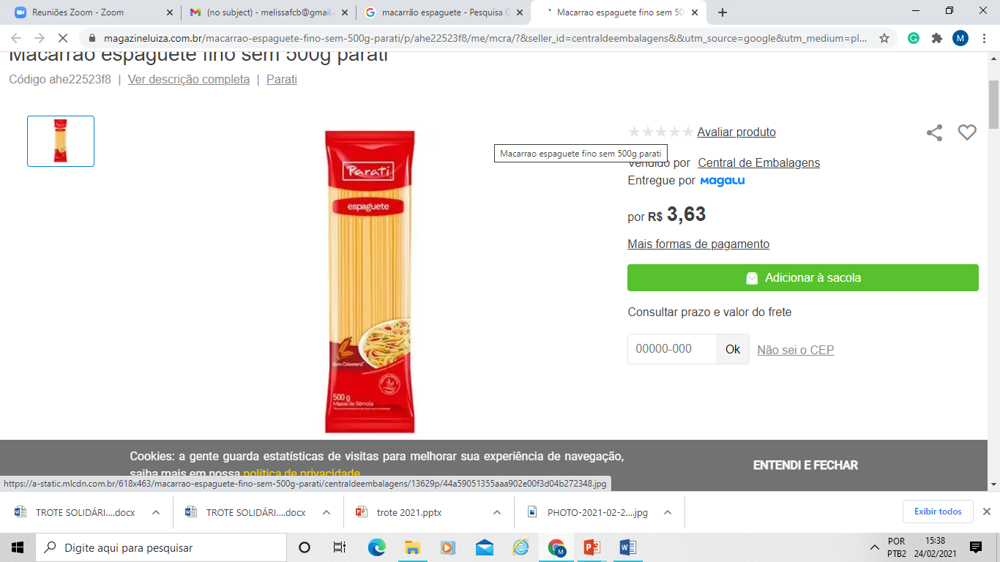 Reuniões Zoom - Zoom
(no subject) - melissafcb@gmail.c
macarrão espaguete - Pesquisa G
Macarrao espaguete fino sem 50
magazineluiza.com.br/macarrao-espaguete-fino-sem-500g-parati/p/ahe22523f8/me/mcra/?&seller_id=centraldeembalagens&&utm_source=google&utm_medium=pl...
M
Macarrao espaguete fino sem 500g parati
Código ahe22523f8 | Ver descrição completa | Parati
Avaliar produto
Macarrao espaguete fino sem 500g parati
Vendido por Central de Embalagens
Entregue por MAGALU
por R$ 3,63
Mais formas de pagamento
Adicionar à sacola
Consultar prazo e valor do frete
00000-000 Ok Não sei o CEP
Parati
espaguete
Sem Colesterol*
500 g
Massa de Sêmola
Cookies: a gente guarda estatísticas de visitas para melhorar sua experiência de navegação,
saiba mais em nossa política de privacidade
ENTENDI E FECHAR
https://a-static.mlcdn.com.br/618x463/macarrao-espaguete-fino-sem-500g-parati/centraldeembalagens/13629p/44a59051355aaa902e00f3d04b272348.jpg
TROTE SOLIDÁRI....docx
TROTE SOLIDÁRI....docx
trote 2021.pptx
PHOTO-2021-02-2....jpg
Exibir todos
Digite aqui para pesquisar
POR
PTB2
15:38
24/02/2021